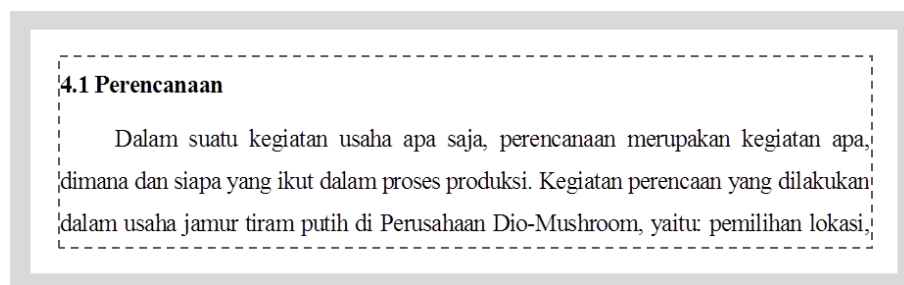 4.1 Perencanaan
Dalam suatu kegiatan usaha apa saja, perencanaan merupakan kegiatan apa,
dimana dan siapa yang ikut dalam proses produksi. Kegiatan perencaan yang dilakukan
dalam usaha jamur tiram putih di Perusahaan Dio-Mushroom, yaitu: pemilihan lokasi,